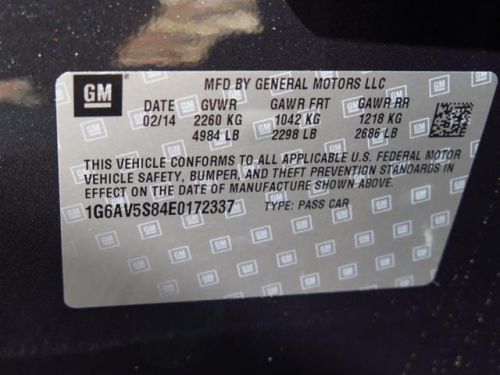 GM
MFD BY GENERAL MOTORS LLC
DATE GVWR GAWR FRT GAWR RR
02/14 2260 KG 1042 KG 1218 KG
4984 LB 2298 LB 2686 LB
THIS VEHICLE CONFORMS TO ALL APPLICABLE U.S. FEDERAL MOTOR
VEHICLE SAFETY, BUMPER, AND THEFT PREVENTION STANDARDS IN
EFFECT ON THE DATE OF MANUFACTURE SHOWN ABOVE.
1G6AV5S84E0172337 TYPE: PASS CAR